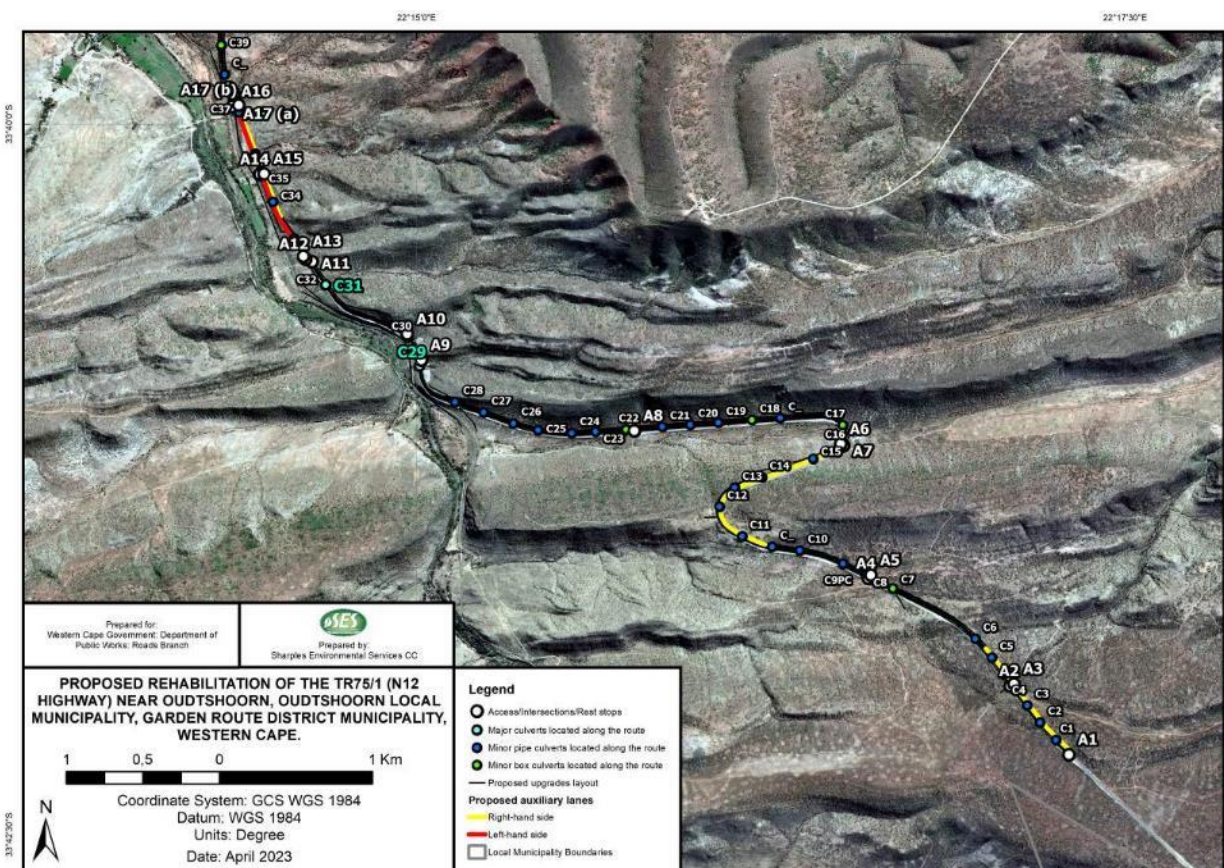 22°15'0"E
22°17'30"E
33°40'0"S
33°42'30"S
C39
C_
A17 (b)
A16
C37
A17 (a)
A14
A15
C35
C34
A12
A13
A11
C32
C31
C30
A10
C29
A9
C28
C27
C26
C25
C24
C23
C22
A8
C21
C20
C19
C18
C_
C17
A6
C16
A7
C15
C14
C13
C12
C11
C_
C10
C9PC
A4
A5
C8
C7
C6
C5
A2
A3
C4
C3
C2
C1
A1
Prepared for:
Western Cape Government: Department of
Public Works: Roads Branch
SES
Prepared by:
Sharples Environmental Services CC
PROPOSED REHABILITATION OF THE TR75/1 (N12
HIGHWAY) NEAR OUDTSHOORN, OUDTSHOORN LOCAL
MUNICIPALITY, GARDEN ROUTE DISTRICT MUNICIPALITY,
WESTERN CAPE.
1 0,5 0 1 Km
N
Coordinate System: GCS WGS 1984
Datum: WGS 1984
Units: Degree
Date: April 2023
Legend
Access/Intersections/Rest stops
Major culverts located along the route
Minor pipe culverts located along the route
Minor box culverts located along the route
Proposed upgrades layout
Proposed auxiliary lanes
Right-hand side
Left-hand side
Local Municipality Boundaries